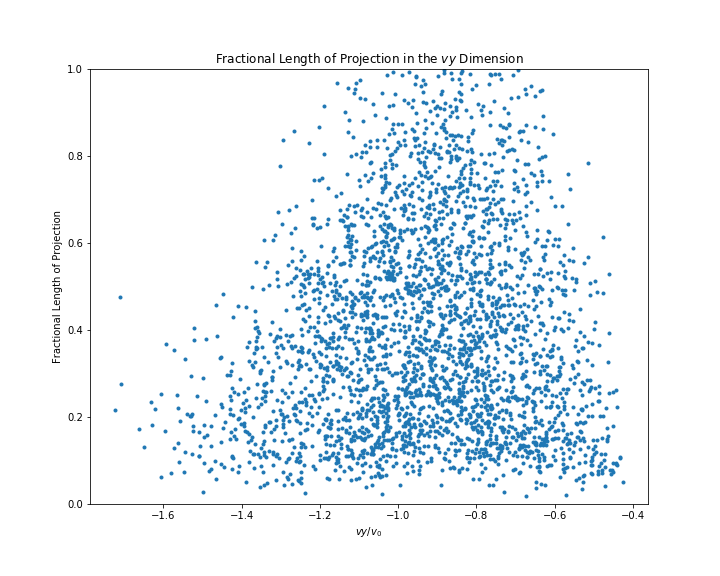 Fractional Length of Projection in the vy Dimension
1.0
0.8
0.6
0.4
0.2
0.0
Fractional Length of Projection
−1.6 −1.4 −1.2 −1.0 −0.8 −0.6 −0.4
vy/v₀